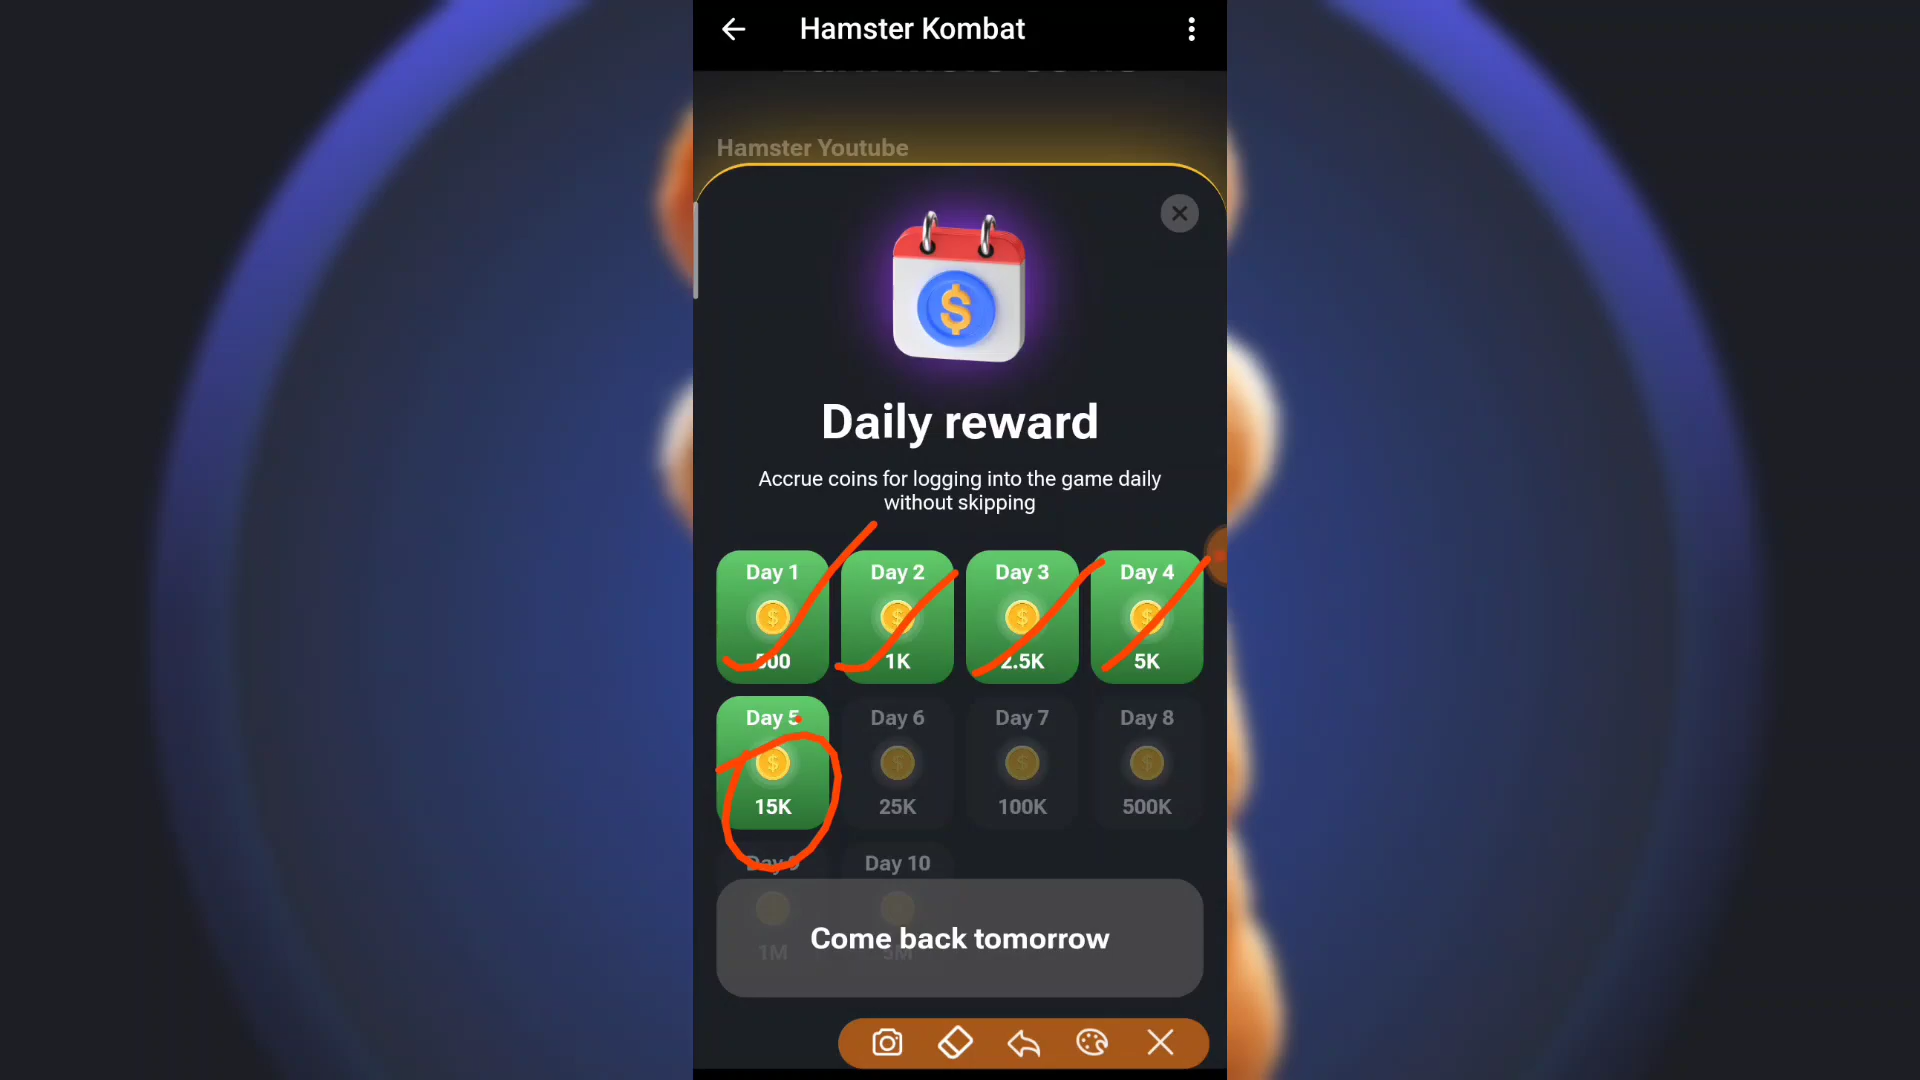 Hamster Kombat
Hamster Youtube
Daily reward
Accrue coins for logging into the game daily
without skipping
Day 1 Day 2 Day 3 Day 4
500 1K 2.5K 5K
Day 5 Day 6 Day 7 Day 8
15K 25K 100K 500K
Day 9 Day 10
Come back tomorrow
1M